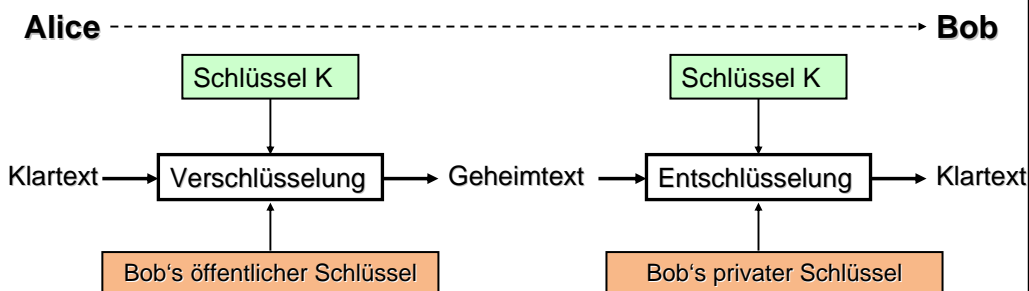 Alice Bob
Schlüssel K Schlüssel K
Klartext Verschlüsselung Geheimtext Entschlüsselung Klartext
Bob‘s öffentlicher Schlüssel Bob‘s privater Schlüssel